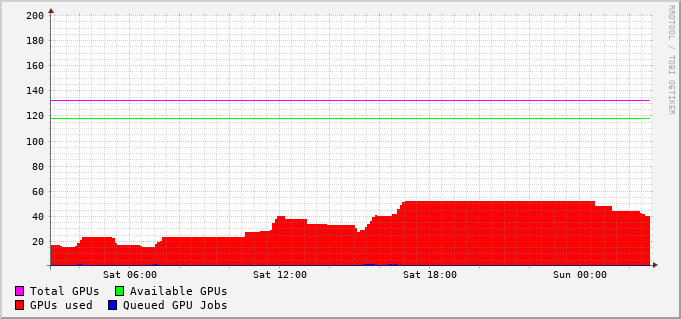 RRDTOOL / TOBI OETIKER
200
180
160
140
120
100
80
60
40
20
Sat 06:00 Sat 12:00 Sat 18:00 Sun 00:00
Total GPUs Available GPUs
GPUs used Queued GPU Jobs